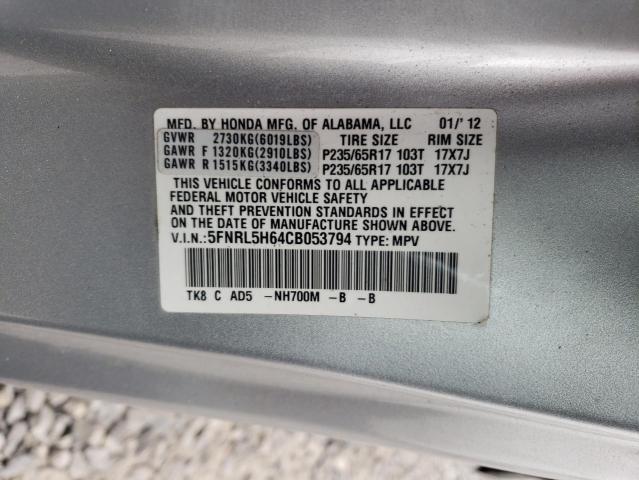 MFD. BY HONDA MFG. OF ALABAMA, LLC 01/' 12
GVWR 2730KG(6019LBS) TIRE SIZE RIM SIZE
GAWR F 1320KG(2910LBS) P235/65R17 103T 17X7J
GAWR R 1515KG(3340LBS) P235/65R17 103T 17X7J
THIS VEHICLE CONFORMS TO ALL APPLICABLE
FEDERAL MOTOR VEHICLE SAFETY
AND THEFT PREVENTION STANDARDS IN EFFECT
ON THE DATE OF MANUFACTURE SHOWN ABOVE.
V.I.N.:5FNRL5H64CB053794 TYPE: MPV
TK8 C AD5 -NH700M -B -B